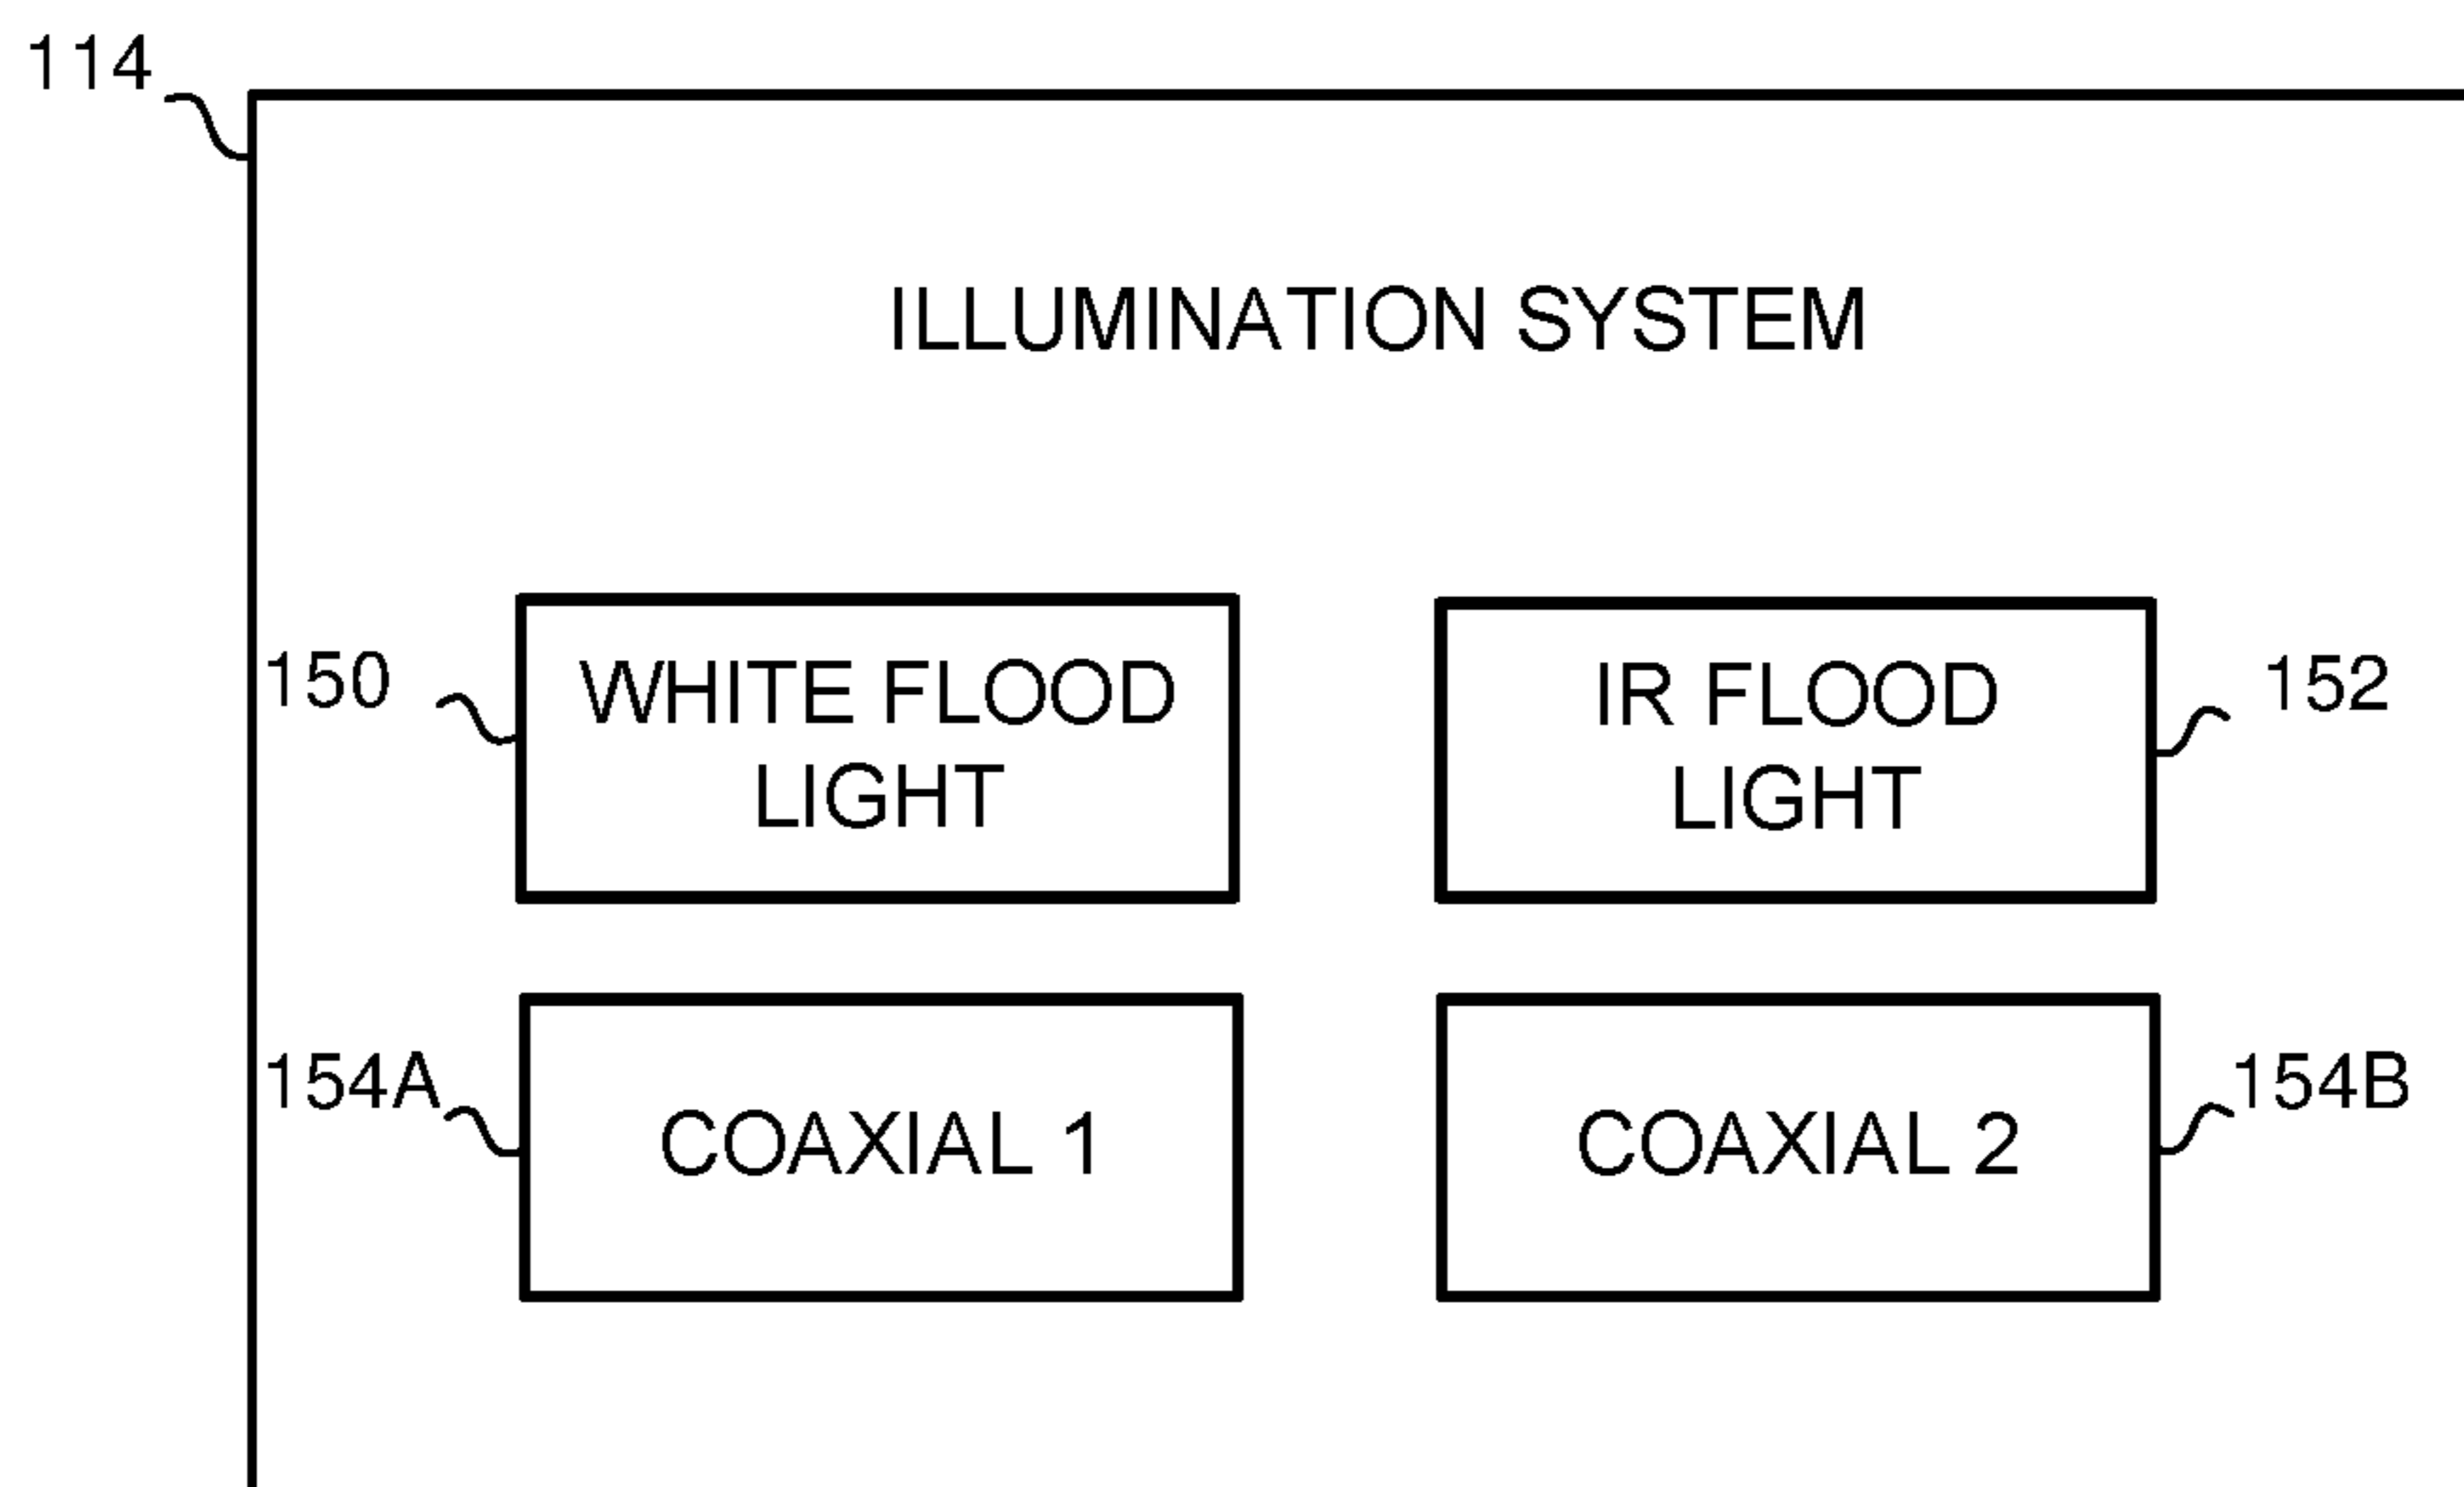 114
ILLUMINATION SYSTEM
150
WHITE FLOOD
LIGHT
IR FLOOD
LIGHT
152
154A
COAXIAL 1
COAXIAL 2
154B